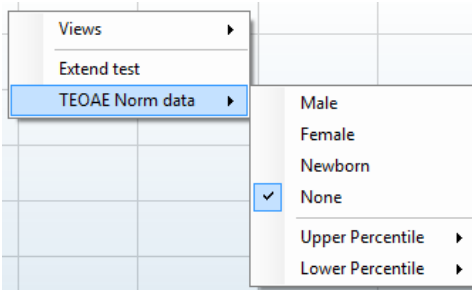 Views
Extend test
TEOAE Norm data
Male
Female
Newborn
None
Upper Percentile
Lower Percentile